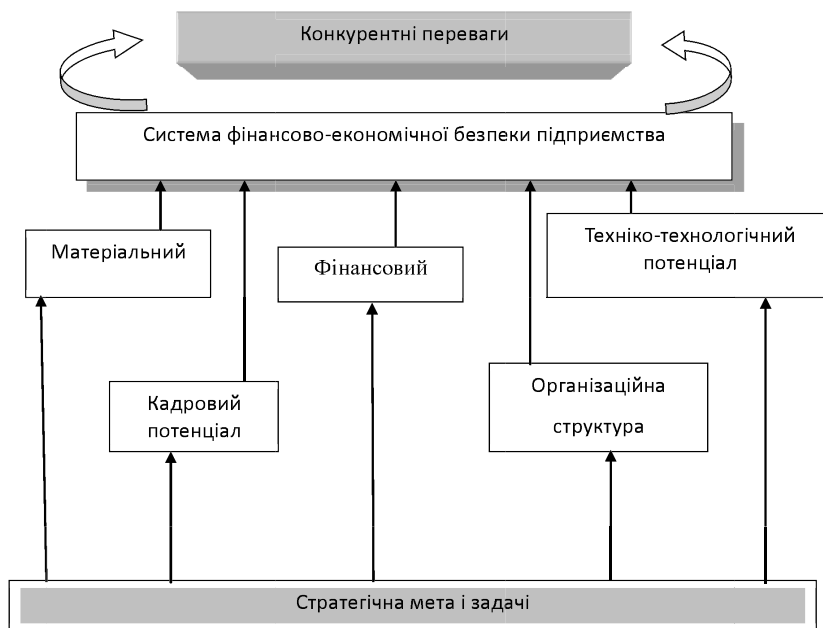 Конкурентні переваги
Система фінансово-економічної безпеки підприємства
Матеріальний
Фінансовий
Техніко-технологічний
потенціал
Кадровий
потенціал
Організаційна
структура
Стратегічна мета і задачі